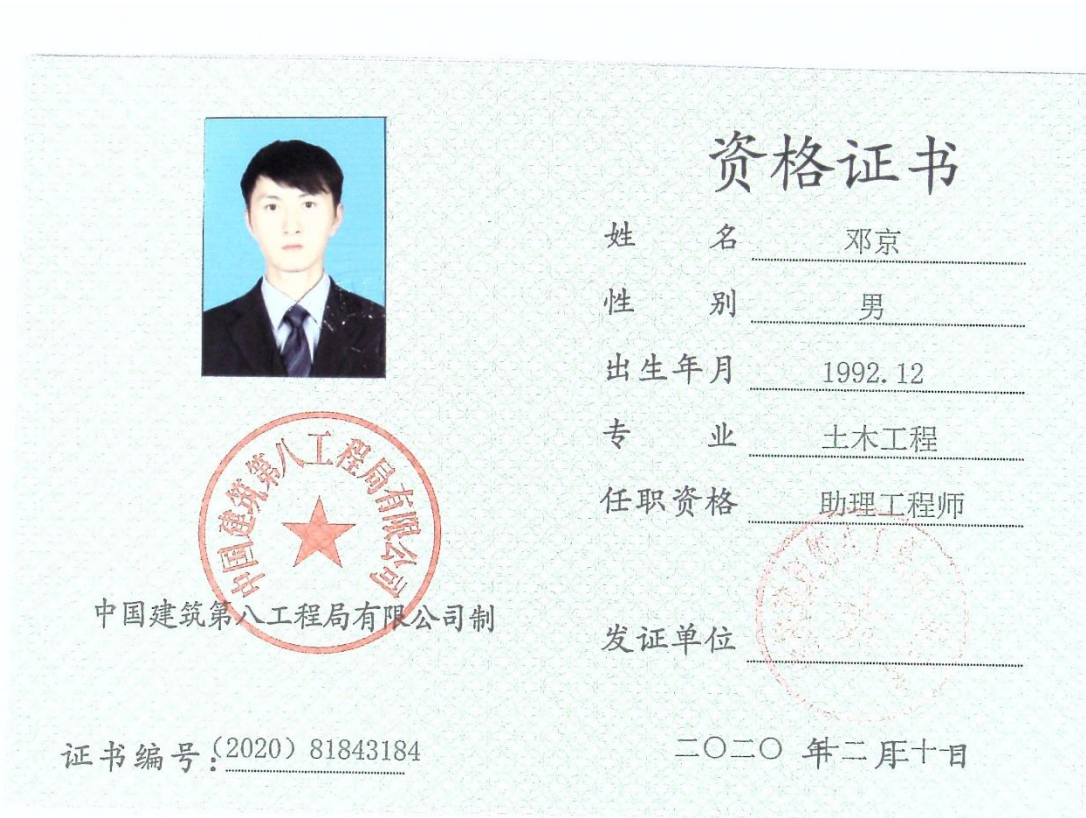 资格证书
姓 名 邓京
性 别 男
出生年月 1992.12
专 业 土木工程
任职资格 助理工程师
发证单位
二〇二〇 年二 月 十日
中国建筑第八工程局有限公司
中国建筑第八工程局有限公司制
证书编号:(2020) 81843184